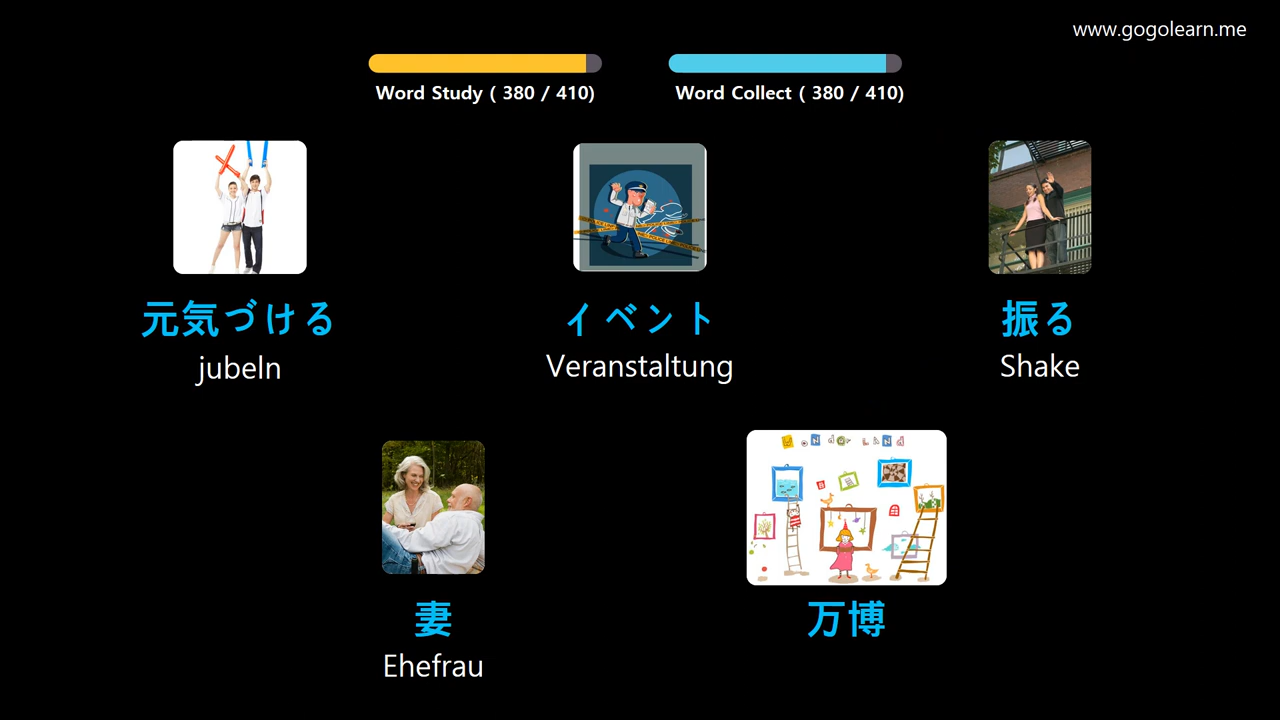 www.gogolearn.me
Word Study ( 380 / 410)
Word Collect ( 380 / 410)
元気づける
jubeln
イベント
Veranstaltung
振る
Shake
妻
Ehefrau
万博